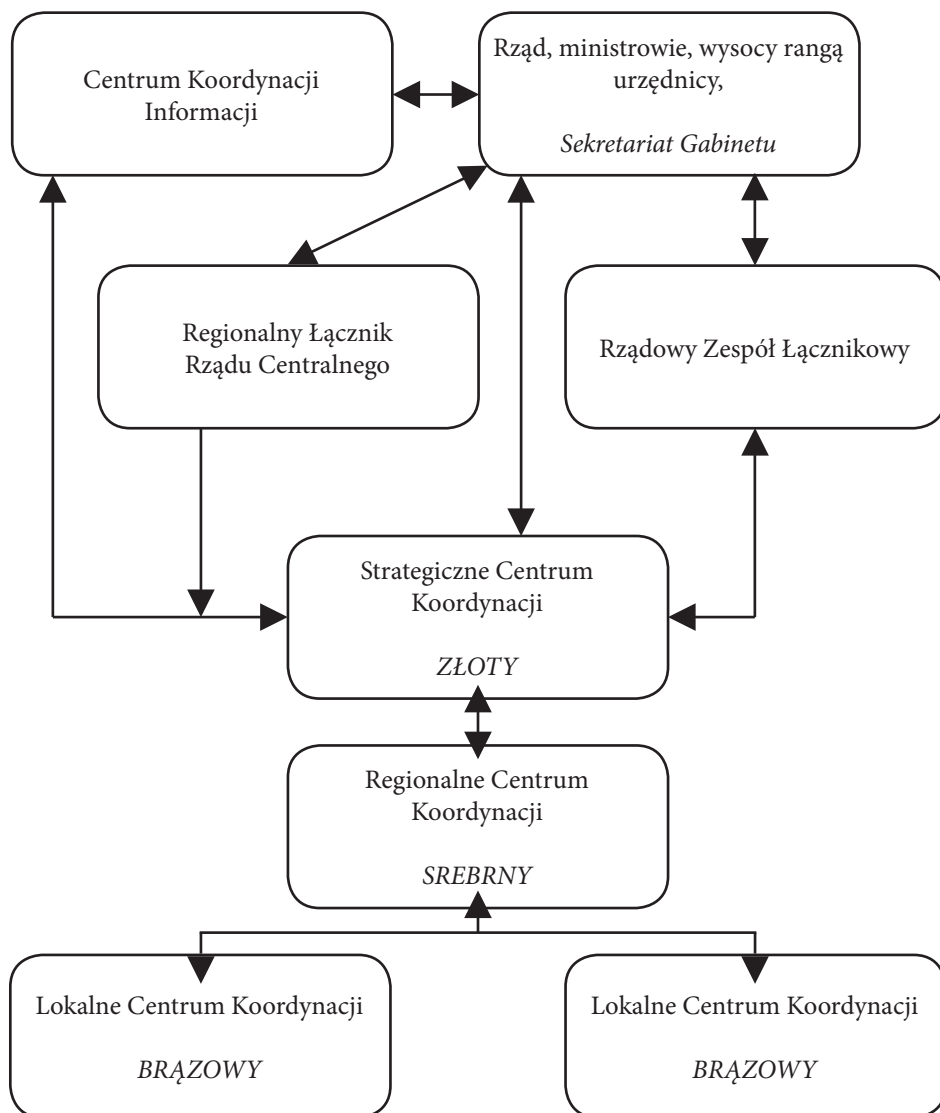 Centrum Koordynacji
Informacji
Rząd, ministrowie, wysocy rangą
urzędnicy,
Sekretariat Gabinetu
Regionalny Łącznik
Rządu Centralnego
Rządowy Zespół Łącznikowy
Strategiczne Centrum
Koordynacji
ZŁOTY
Regionalne Centrum
Koordynacji
SREBRNY
Lokalne Centrum Koordynacji
BRĄZOWY
Lokalne Centrum Koordynacji
BRĄZOWY